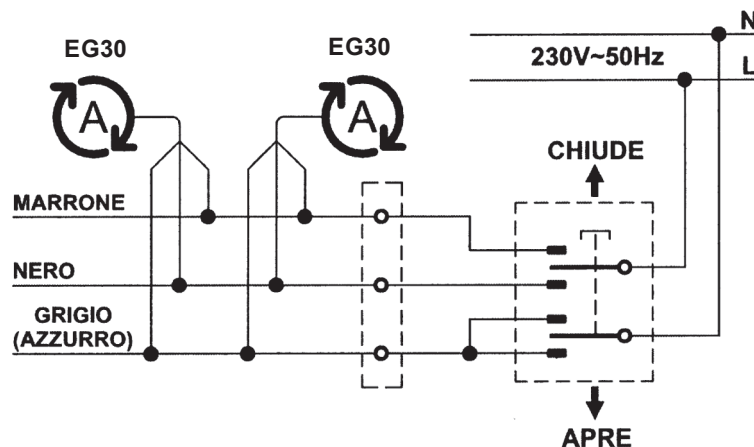 EG30
EG30
N
230V~50Hz
L
A
A
CHIUDE
MARRONE
NERO
GRIGIO
(AZZURRO)
APRE